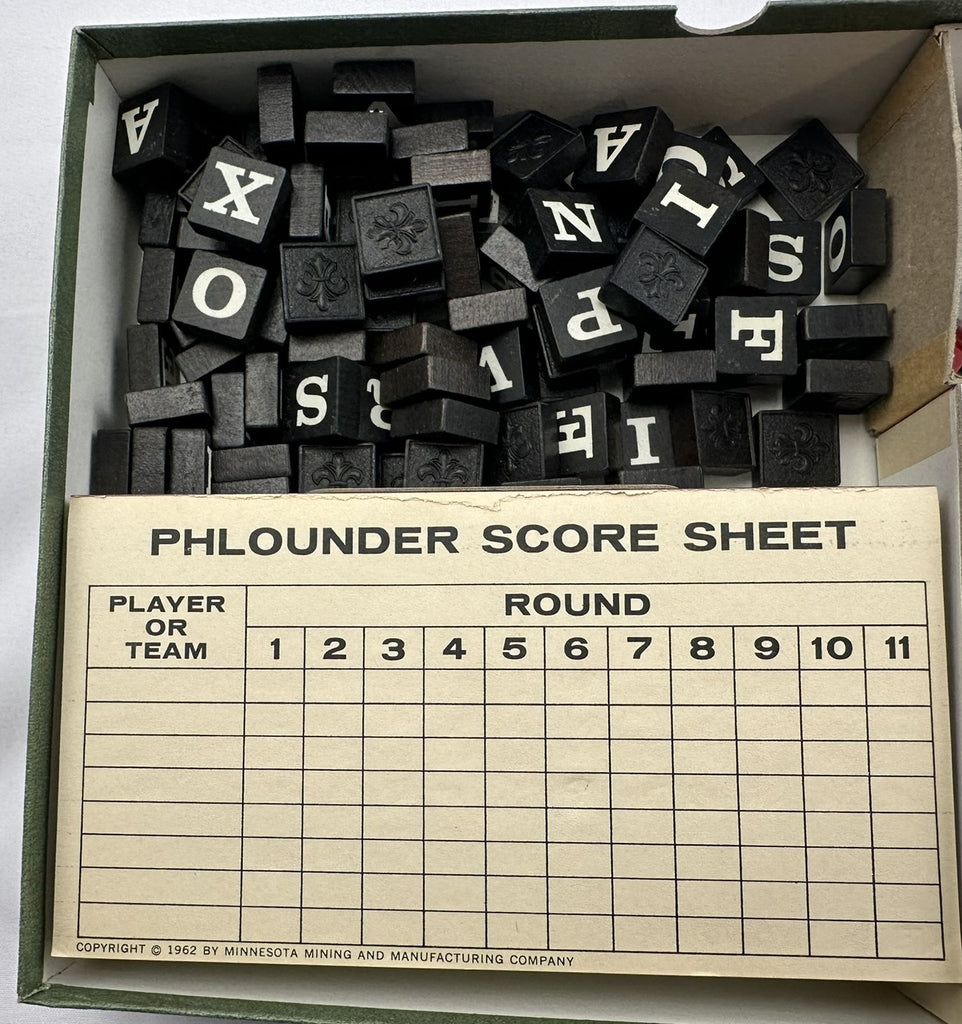 A
A
C
S
X
I
N
O
S
O
P
F
F
V
S
S
E
I
PHLOUNDER SCORE SHEET
PLAYER OR TEAM
ROUND
1 2 3 4 5 6 7 8 9 10 11
COPYRIGHT © 1962 BY MINNESOTA MINING AND MANUFACTURING COMPANY